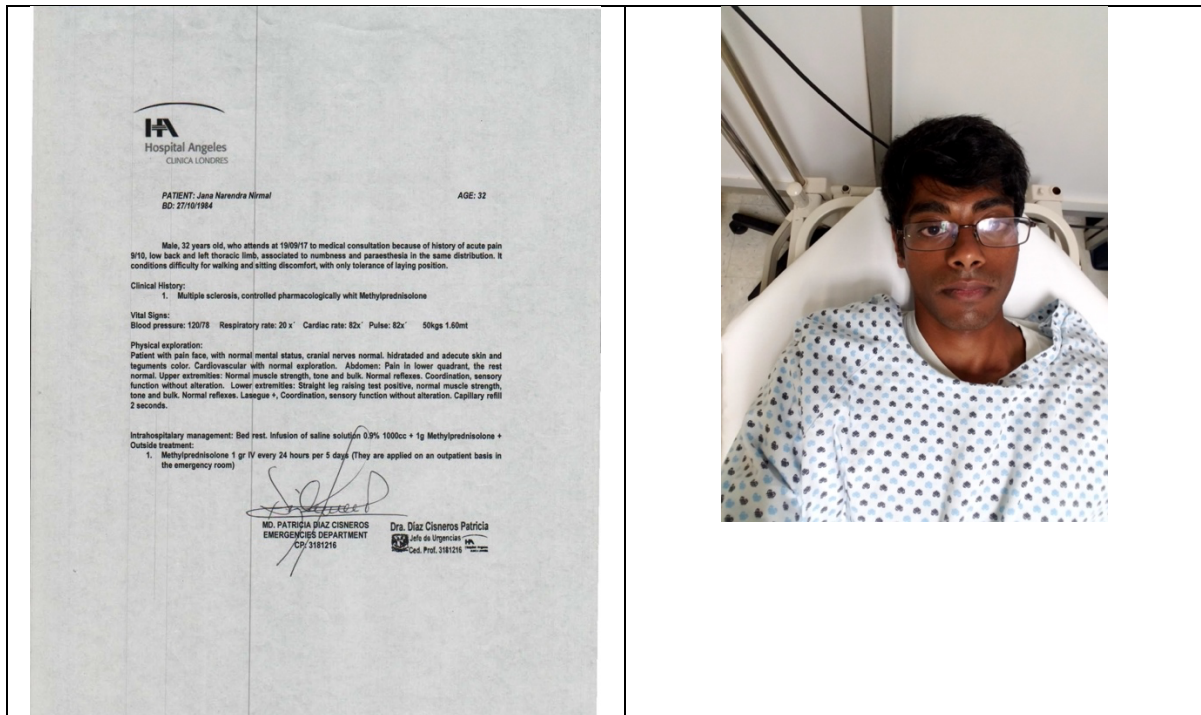 HA
Hospital Angeles
CLINICA LONDRES
PATIENT: Jana Narendra Nirmal AGE: 32
BD: 27/10/1984
Male, 32 years old, who attends at 19/09/17 to medical consultation because of history of acute pain
9/10, low back and left thoracic limb, associated to numbness and paraesthesia in the same distribution. It
conditions difficulty for walking and sitting discomfort, with only tolerance of laying position.
Clinical History:
1. Multiple sclerosis, controlled pharmacologically whit Methylprednisolone
Vital Signs:
Blood pressure: 120/78 Respiratory rate: 20 x´ Cardiac rate: 82x´ Pulse: 82x´ 50kgs 1.60mt
Physical exploration:
Patient with pain face, with normal mental status, cranial nerves normal. hidrataded and adecute skin and
teguments color. Cardiovascular with normal exploration. Abdomen: Pain in lower quadrant, the rest
normal. Upper extremities: Normal muscle strength, tone and bulk. Normal reflexes. Coordination, sensory
function without alteration. Lower extremities: Straight leg raising test positive, normal muscle strength,
tone and bulk. Normal reflexes. Lasegue +, Coordination, sensory function without alteration. Capillary refill
2 seconds.
Intrahospitalary management: Bed rest. Infusion of saline solution 0.9% 1000cc + 1g Methylprednisolone +
Outside treatment:
1. Methylprednisolone 1 gr IV every 24 hours per 5 days (They are applied on an outpatient basis in
the emergency room)
MD. PATRICIA DIAZ CISNEROS
EMERGENCIES DEPARTMENT
CP: 3181216
Dra. Diaz Cisneros Patricia
Jefe de Urgencias
Ced. Prof. 3181216